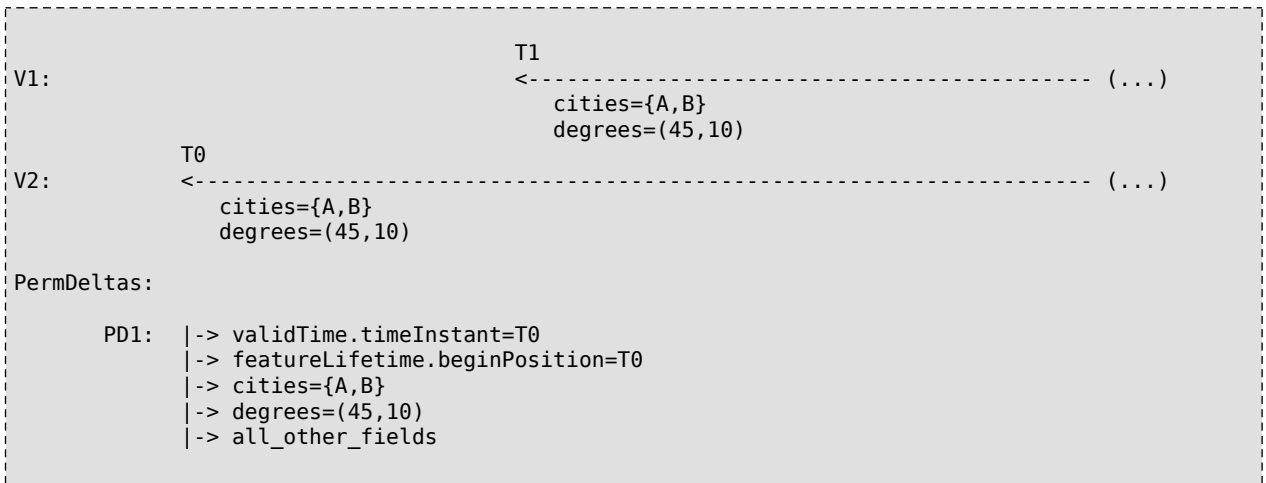 T1
V1: <-------------------------------------------- (...)
cities={A,B}
degrees=(45,10)
T0
V2: <---------------------------------------------------------------------- (...)
cities={A,B}
degrees=(45,10)
PermDeltas:
PD1: |-> validTime.timeInstant=T0
|-> featureLifetime.beginPosition=T0
|-> cities={A,B}
|-> degrees=(45,10)
|-> all_other_fields